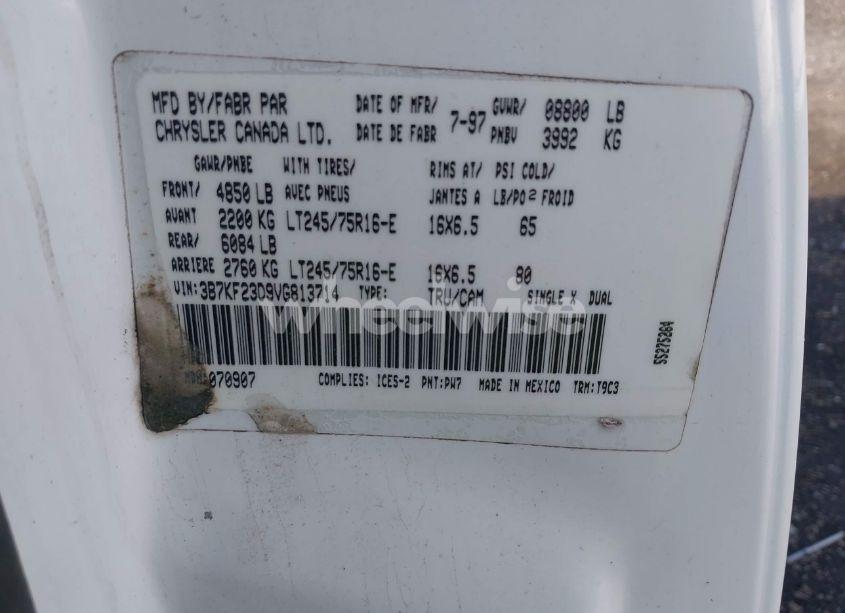 MFD BY/FABR PAR DATE OF MFR/ 7-97 GVWR/ 08800 LB
CHRYSLER CANADA LTD. DATE DE FABR PNBV 3992 KG
GAWR/PNBE WITH TIRES/ RIMS AT/ PSI COLD/
FRONT/ 4850 LB AVEC PNEUS JANTES A LB/PO2 FROID
AVANT 2200 KG LT245/75R16-E 16X6.5 65
REAR/ 6084 LB
ARRIERE 2760 KG LT245/75R16-E 16X6.5 80
VIN:3B7KF23D9VG813714 TYPE: TRU/CAM SINGLE X DUAL
wheelwise
SS275264
MDH:070907 COMPLIES: ICES-2 PNT:PW7 MADE IN MEXICO TRM:T9C3